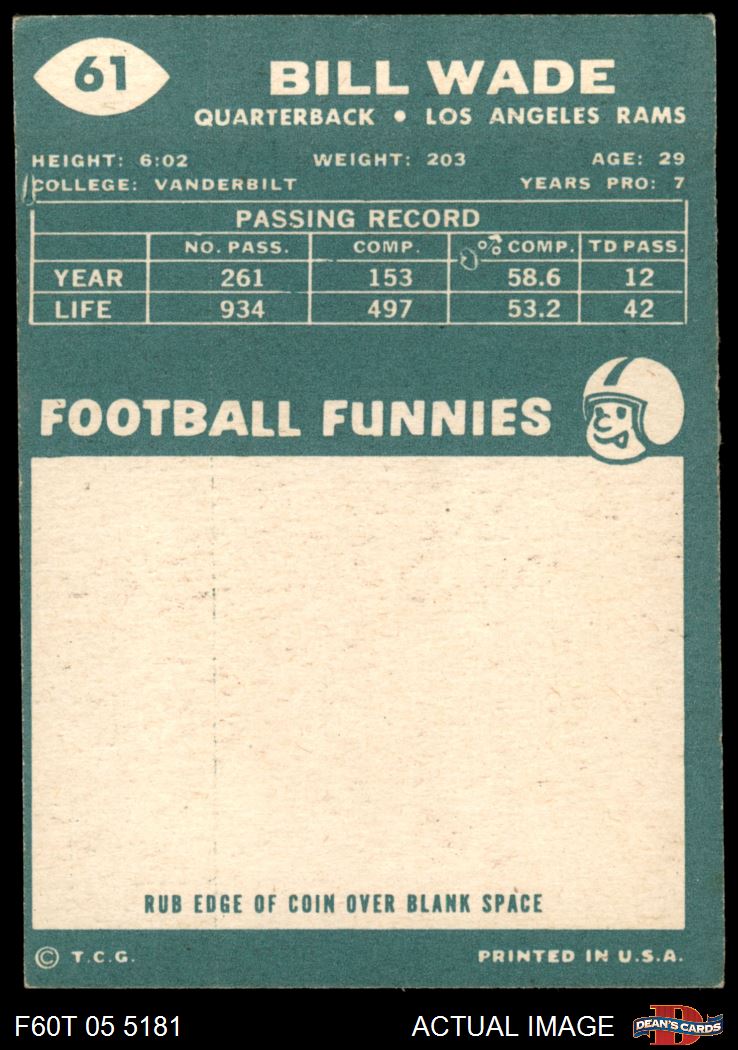 61
BILL WADE
QUARTERBACK • LOS ANGELES RAMS
HEIGHT: 6:02 WEIGHT: 203 AGE: 29
COLLEGE: VANDERBILT YEARS PRO: 7
PASSING RECORD
NO. PASS. COMP. % COMP. TD PASS.
YEAR 261 153 58.6 12
LIFE 934 497 53.2 42
FOOTBALL FUNNIES
RUB EDGE OF COIN OVER BLANK SPACE
© T.C.G. PRINTED IN U.S.A.
F60T 05 5181 ACTUAL IMAGE DEAN'S CARDS